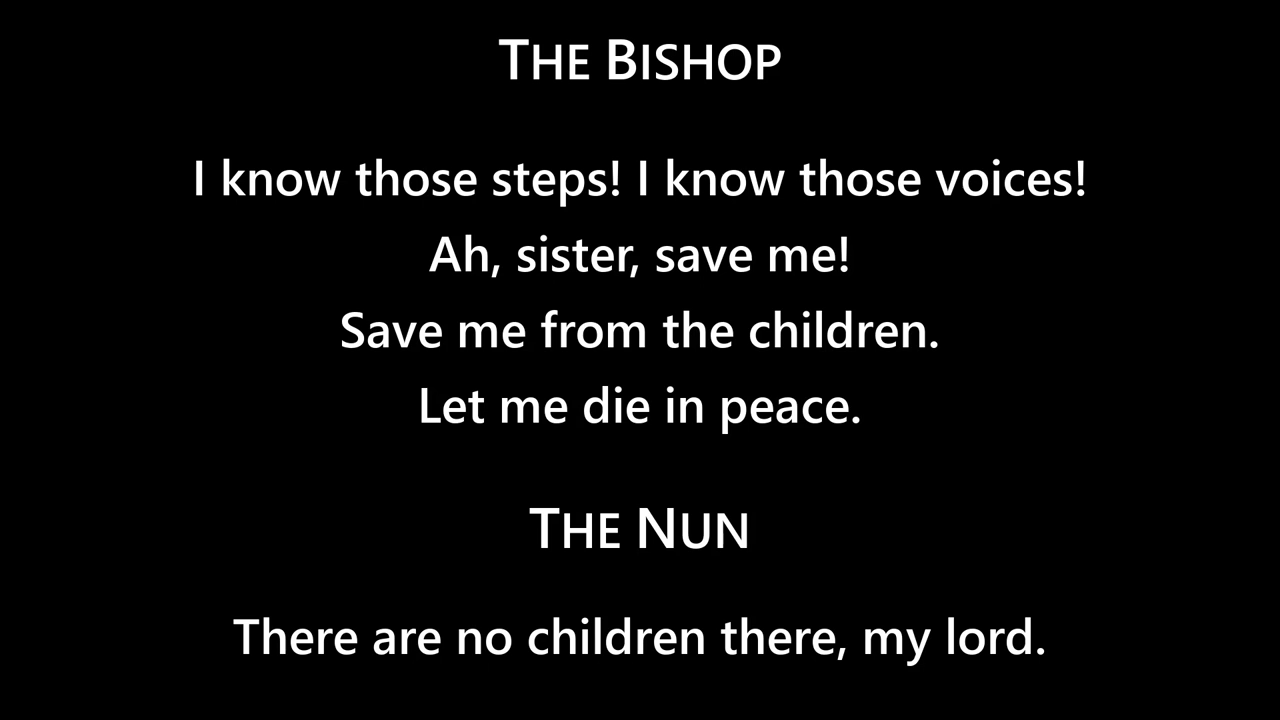 THE BISHOP
I know those steps! I know those voices!
Ah, sister, save me!
Save me from the children.
Let me die in peace.
THE NUN
There are no children there, my lord.